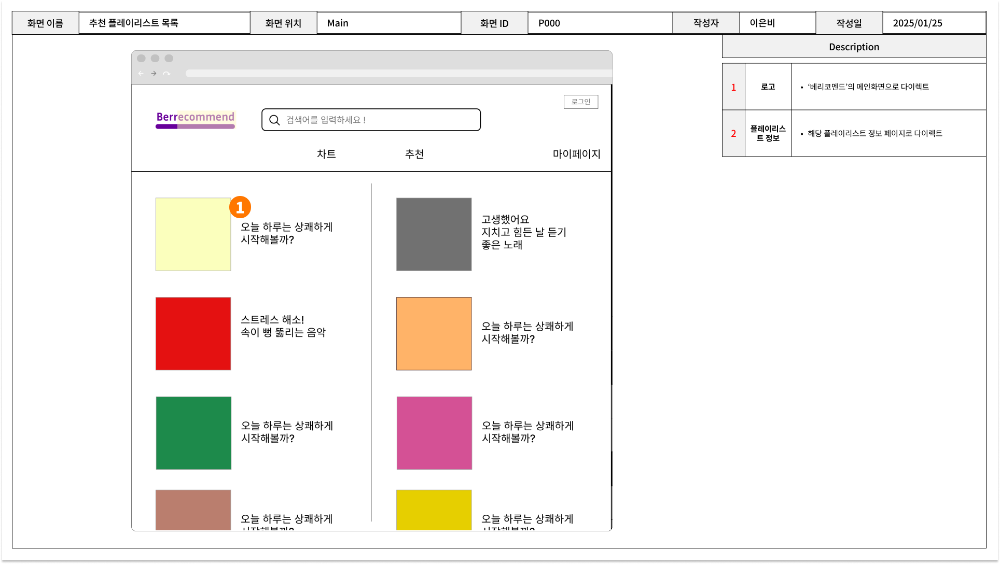 화면 이름 추천 플레이리스트 목록 화면 위치 Main 화면 ID P000 작성자 이은비 작성일 2025/01/25
Description
1 로고 • ‘베리코멘드’의 메인화면으로 다이렉트
2 플레이리스
트 정보 • 해당 플레이리스트 정보 페이지로 다이렉트
로그인
Berrecommend
검색어를 입력하세요 !
차트 추천 마이페이지
1
오늘 하루는 상쾌하게
시작해볼까?
고생했어요
지치고 힘든 날 듣기
좋은 노래
스트레스 해소!
속이 뻥 뚫리는 음악
오늘 하루는 상쾌하게
시작해볼까?
오늘 하루는 상쾌하게
시작해볼까?
오늘 하루는 상쾌하게
시작해볼까?
오늘 하루는 상쾌하게
시작해볼까?
오늘 하루는 상쾌하게
시작해볼까?